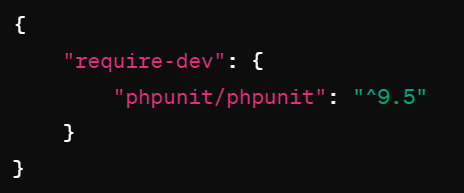 {
    "require-dev": {
        "phpunit/phpunit": "^9.5"
    }
}